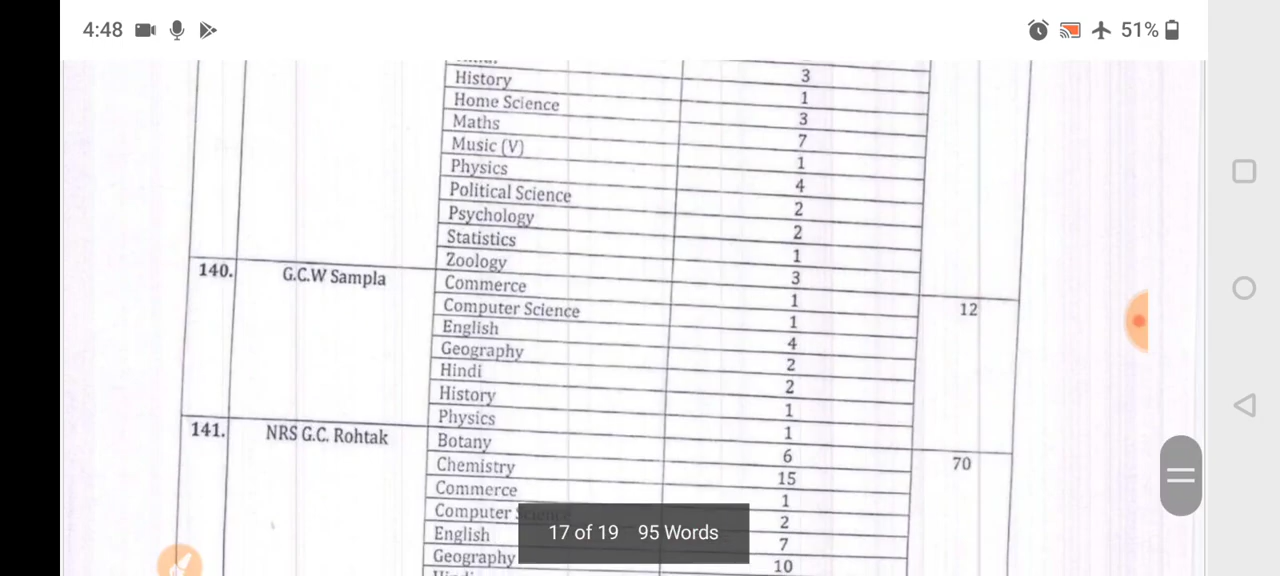 4:48 51%
3
History 1
Home Science 3
Maths 7
Music (V) 1
Physics 4
Political Science 2
Psychology 2
Statistics 1
Zoology 3
140. G.C.W Sampla Commerce 1 12
Computer Science 1
English 4
Geography 2
Hindi 2
History 1
Physics 1
141. NRS G.C. Rohtak Botany 6 70
Chemistry 15
Commerce 1
Computer Science 2
English 7
Geography 10
17 of 19 95 Words